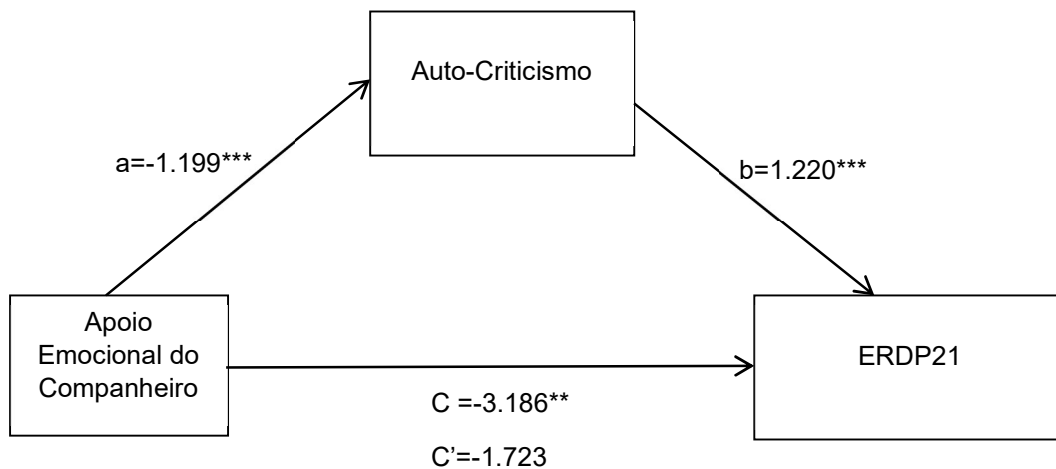 Auto-Criticismo
a=-1.199***
b=1.220***
Apoio
Emocional do
Companheiro
ERDP21
C =-3.186**
C’=-1.723